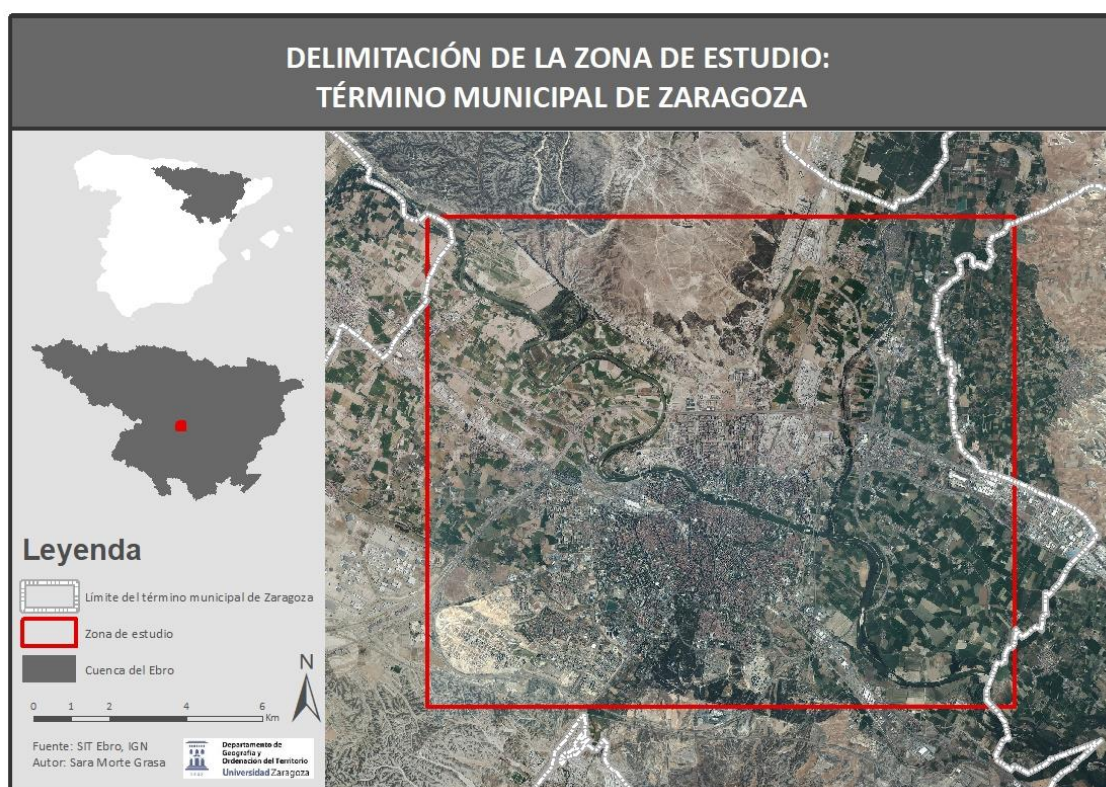 DELIMITACIÓN DE LA ZONA DE ESTUDIO:
TÉRMINO MUNICIPAL DE ZARAGOZA
Leyenda
Límite del término municipal de Zaragoza
Zona de estudio
Cuenca del Ebro
N
0 1 2 4 6
Km
Fuente: SIT Ebro, IGN
Autor: Sara Morte Grasa
Departamento de
Geografía y
Ordenación del Territorio
Universidad Zaragoza